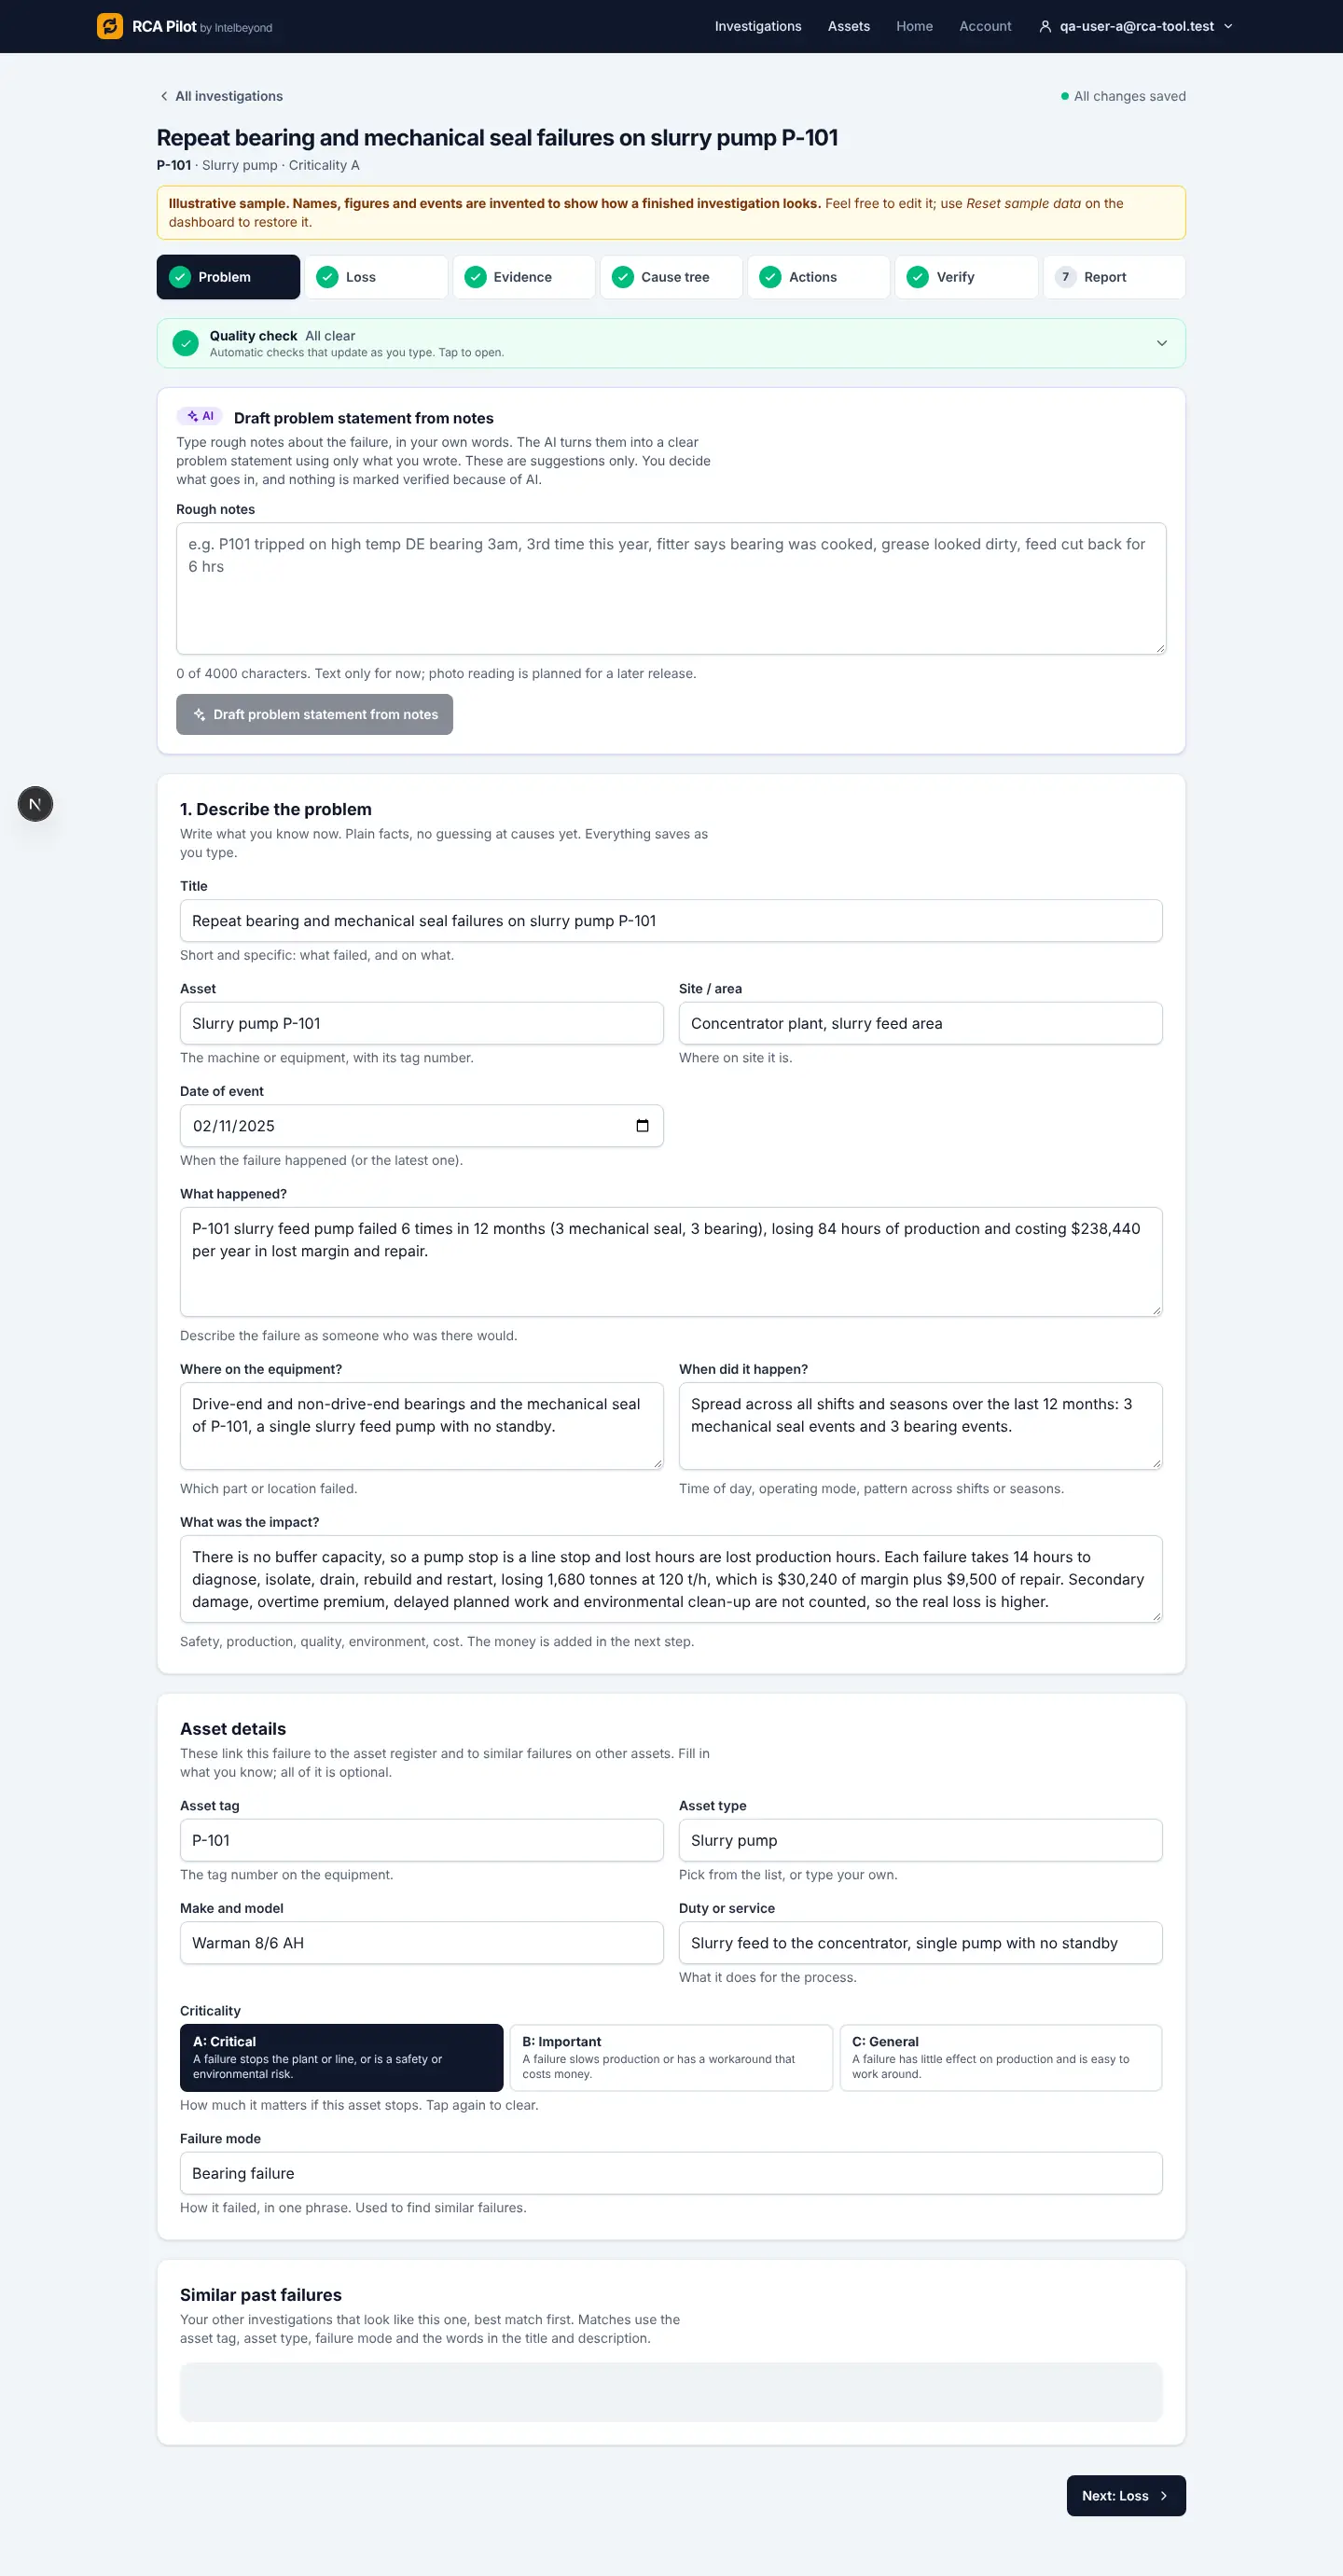 RCA Pilot by Intelbeyond
Investigations
Assets
Home
Account
qa-user-a@rca-tool.test
All investigations
All changes saved
Repeat bearing and mechanical seal failures on slurry pump P-101
P-101 · Slurry pump · Criticality A
Illustrative sample. Names, figures and events are invented to show how a finished investigation looks. Feel free to edit it; use Reset sample data on the
dashboard to restore it.
Problem
Loss
Evidence
Cause tree
Actions
Verify
7 Report
Quality check All clear
Automatic checks that update as you type. Tap to open.
AI Draft problem statement from notes
Type rough notes about the failure, in your own words. The AI turns them into a clear
problem statement using only what you wrote. These are suggestions only. You decide
what goes in, and nothing is marked verified because of AI.
Rough notes
e.g. P101 tripped on high temp DE bearing 3am, 3rd time this year, fitter says bearing was cooked, grease looked dirty, feed cut back for
6 hrs
0 of 4000 characters. Text only for now; photo reading is planned for a later release.
Draft problem statement from notes
N
1. Describe the problem
Write what you know now. Plain facts, no guessing at causes yet. Everything saves as
you type.
Title
Repeat bearing and mechanical seal failures on slurry pump P-101
Short and specific: what failed, and on what.
Asset
Slurry pump P-101
The machine or equipment, with its tag number.
Site / area
Concentrator plant, slurry feed area
Where on site it is.
Date of event
02/11/2025
When the failure happened (or the latest one).
What happened?
P-101 slurry feed pump failed 6 times in 12 months (3 mechanical seal, 3 bearing), losing 84 hours of production and costing $238,440
per year in lost margin and repair.
Describe the failure as someone who was there would.
Where on the equipment?
Drive-end and non-drive-end bearings and the mechanical seal
of P-101, a single slurry feed pump with no standby.
Which part or location failed.
When did it happen?
Spread across all shifts and seasons over the last 12 months: 3
mechanical seal events and 3 bearing events.
Time of day, operating mode, pattern across shifts or seasons.
What was the impact?
There is no buffer capacity, so a pump stop is a line stop and lost hours are lost production hours. Each failure takes 14 hours to
diagnose, isolate, drain, rebuild and restart, losing 1,680 tonnes at 120 t/h, which is $30,240 of margin plus $9,500 of repair. Secondary
damage, overtime premium, delayed planned work and environmental clean-up are not counted, so the real loss is higher.
Safety, production, quality, environment, cost. The money is added in the next step.
Asset details
These link this failure to the asset register and to similar failures on other assets. Fill in
what you know; all of it is optional.
Asset tag
P-101
The tag number on the equipment.
Asset type
Slurry pump
Pick from the list, or type your own.
Make and model
Warman 8/6 AH
Duty or service
Slurry feed to the concentrator, single pump with no standby
What it does for the process.
Criticality
A: Critical
A failure stops the plant or line, or is a safety or
environmental risk.
B: Important
A failure slows production or has a workaround that
costs money.
C: General
A failure has little effect on production and is easy to
work around.
How much it matters if this asset stops. Tap again to clear.
Failure mode
Bearing failure
How it failed, in one phrase. Used to find similar failures.
Similar past failures
Your other investigations that look like this one, best match first. Matches use the
asset tag, asset type, failure mode and the words in the title and description.
Next: Loss